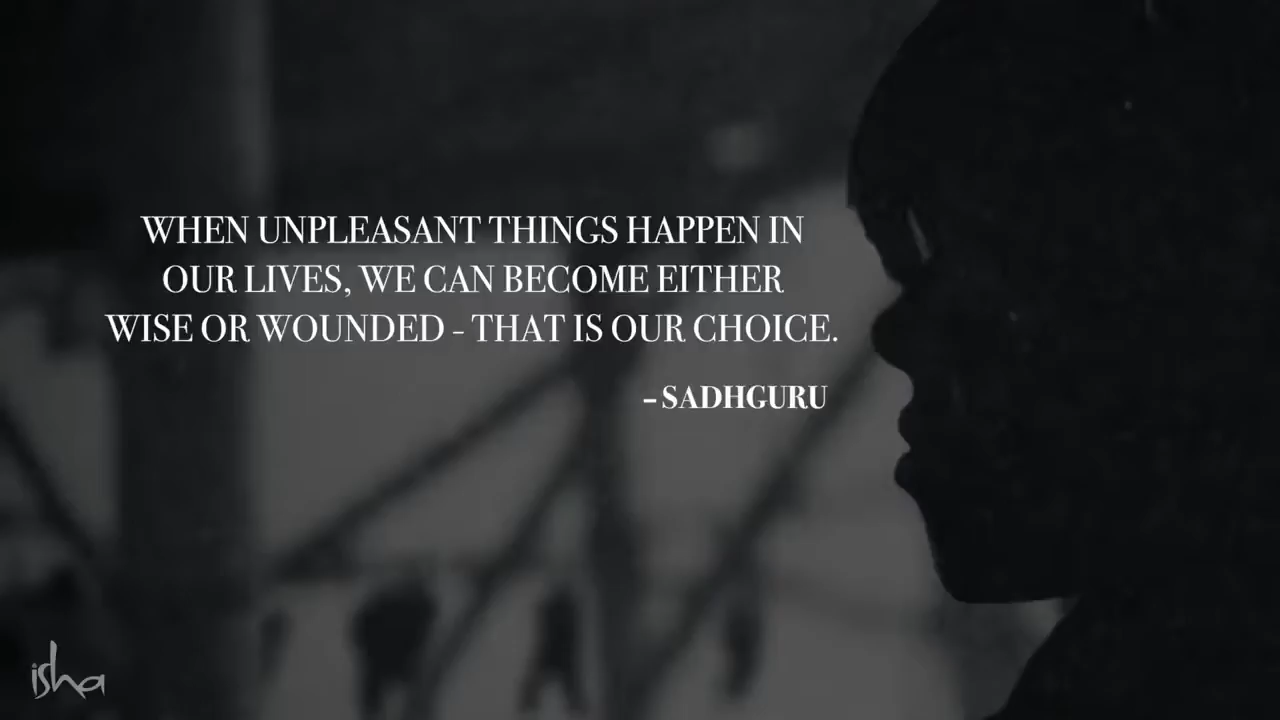 WHEN UNPLEASANT THINGS HAPPEN IN
OUR LIVES, WE CAN BECOME EITHER
WISE OR WOUNDED - THAT IS OUR CHOICE.
– SADHGURU
isha